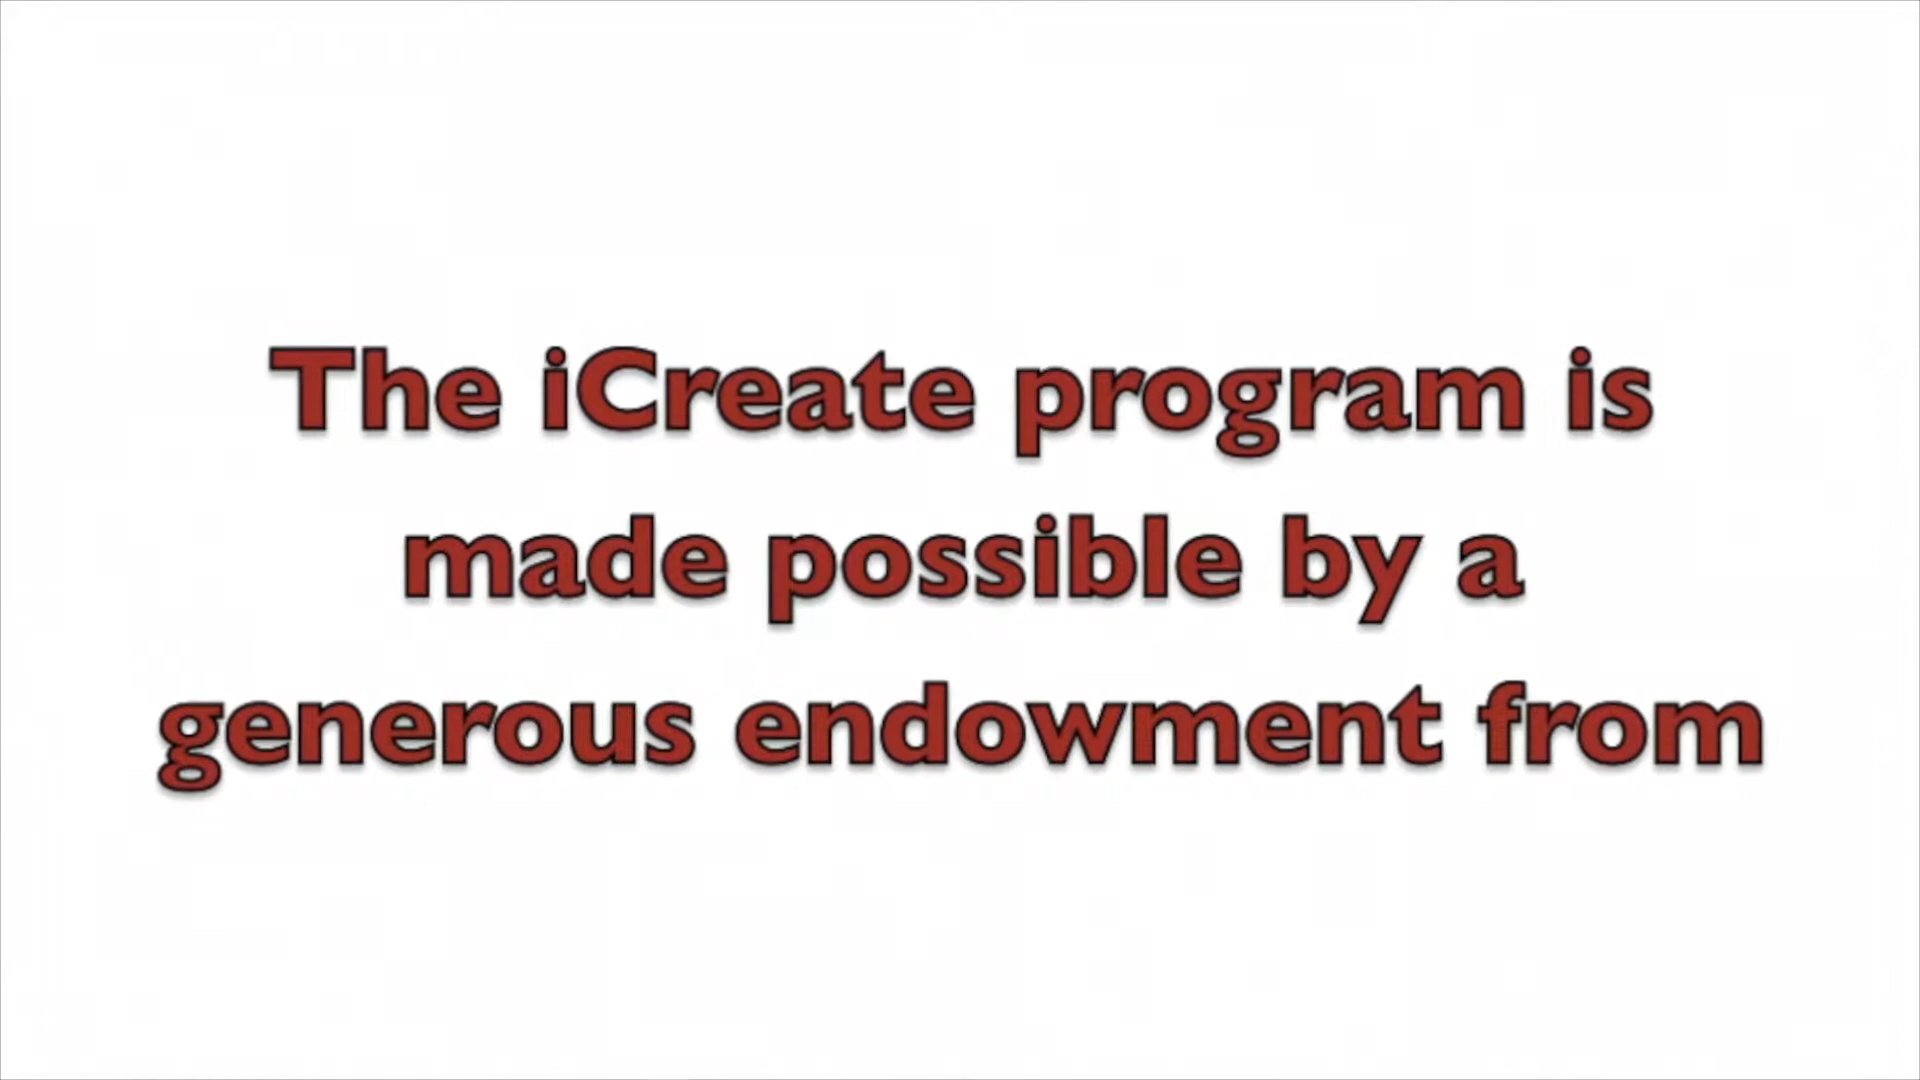 The iCreate program is
made possible by a
generous endowment from